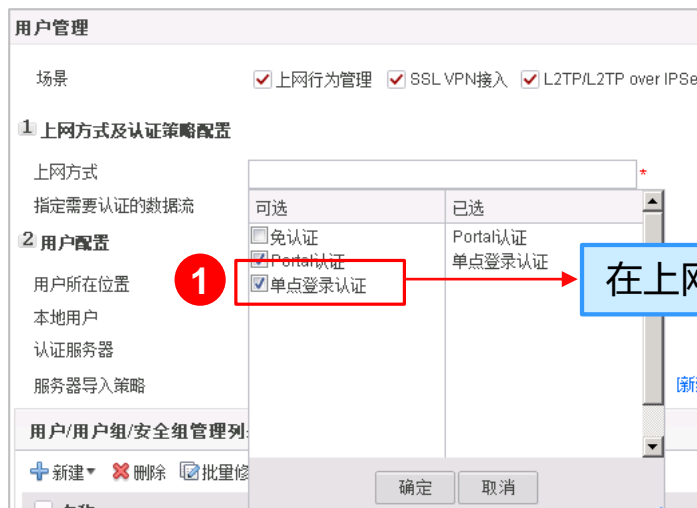 用户管理
场景 上网行为管理 SSL VPN接入 L2TP/L2TP over IPSe
1 上网方式及认证策略配置
上网方式 *
指定需要认证的数据流 可选 已选
2 用户配置 免认证 Portal认证
Portal认证 单点登录认证
用户所在位置 1 单点登录认证 在上网
本地用户
认证服务器
服务器导入策略 [新
用户/用户组/安全组管理列
新建 删除 批量修
确定 取消
名称